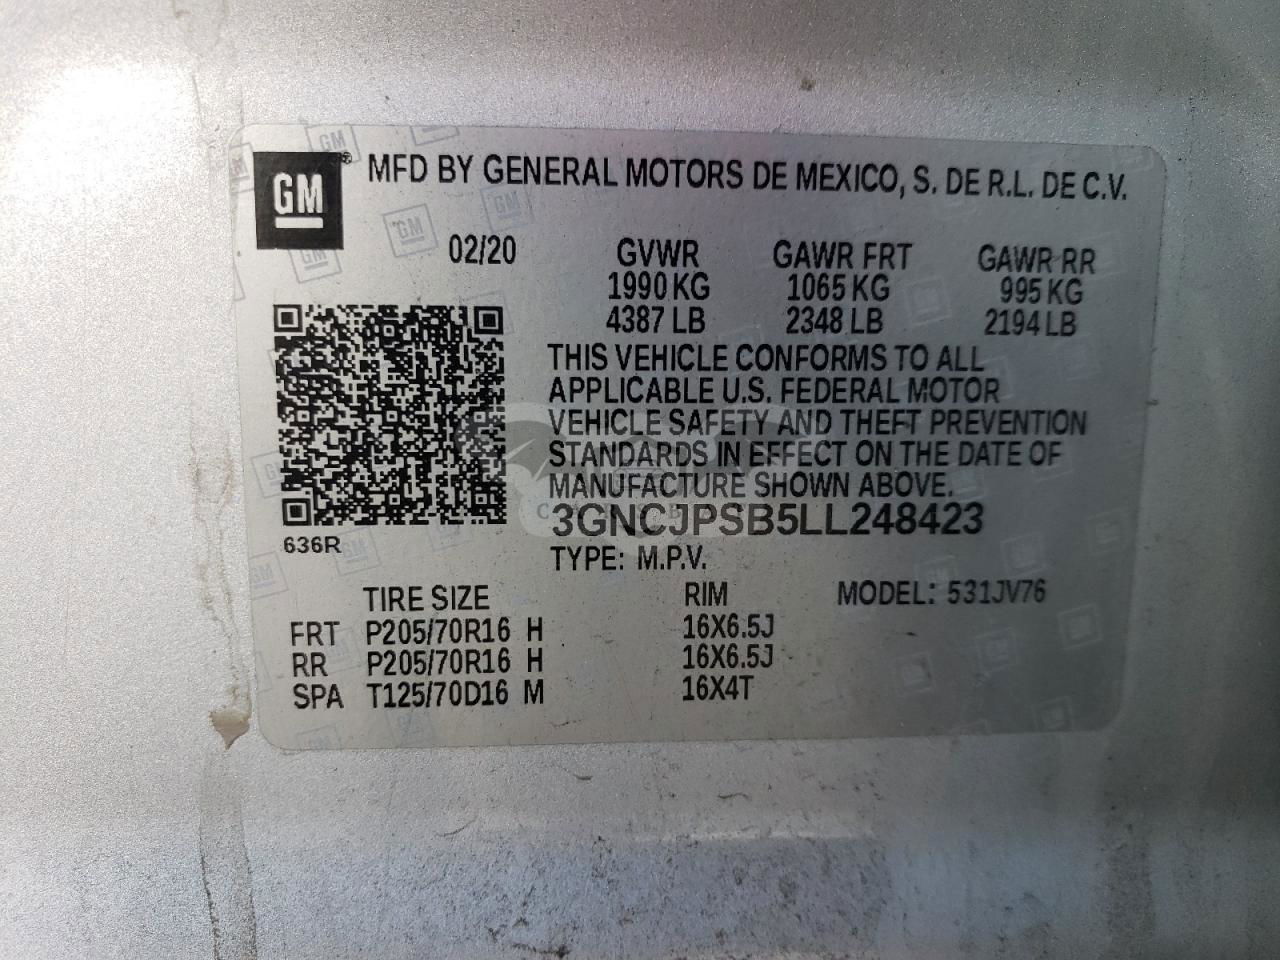 GM® MFD BY GENERAL MOTORS DE MEXICO, S. DE R.L. DE C.V.
02/20 GVWR GAWR FRT GAWR RR
1990 KG 1065 KG 995 KG
4387 LB 2348 LB 2194 LB
THIS VEHICLE CONFORMS TO ALL
APPLICABLE U.S. FEDERAL MOTOR
VEHICLE SAFETY AND THEFT PREVENTION
STANDARDS IN EFFECT ON THE DATE OF
MANUFACTURE SHOWN ABOVE.
3GNCJPSB5LL248423
636R
TYPE: M.P.V.
TIRE SIZE RIM MODEL: 531JV76
FRT P205/70R16 H 16X6.5J
RR P205/70R16 H 16X6.5J
SPA T125/70D16 M 16X4T